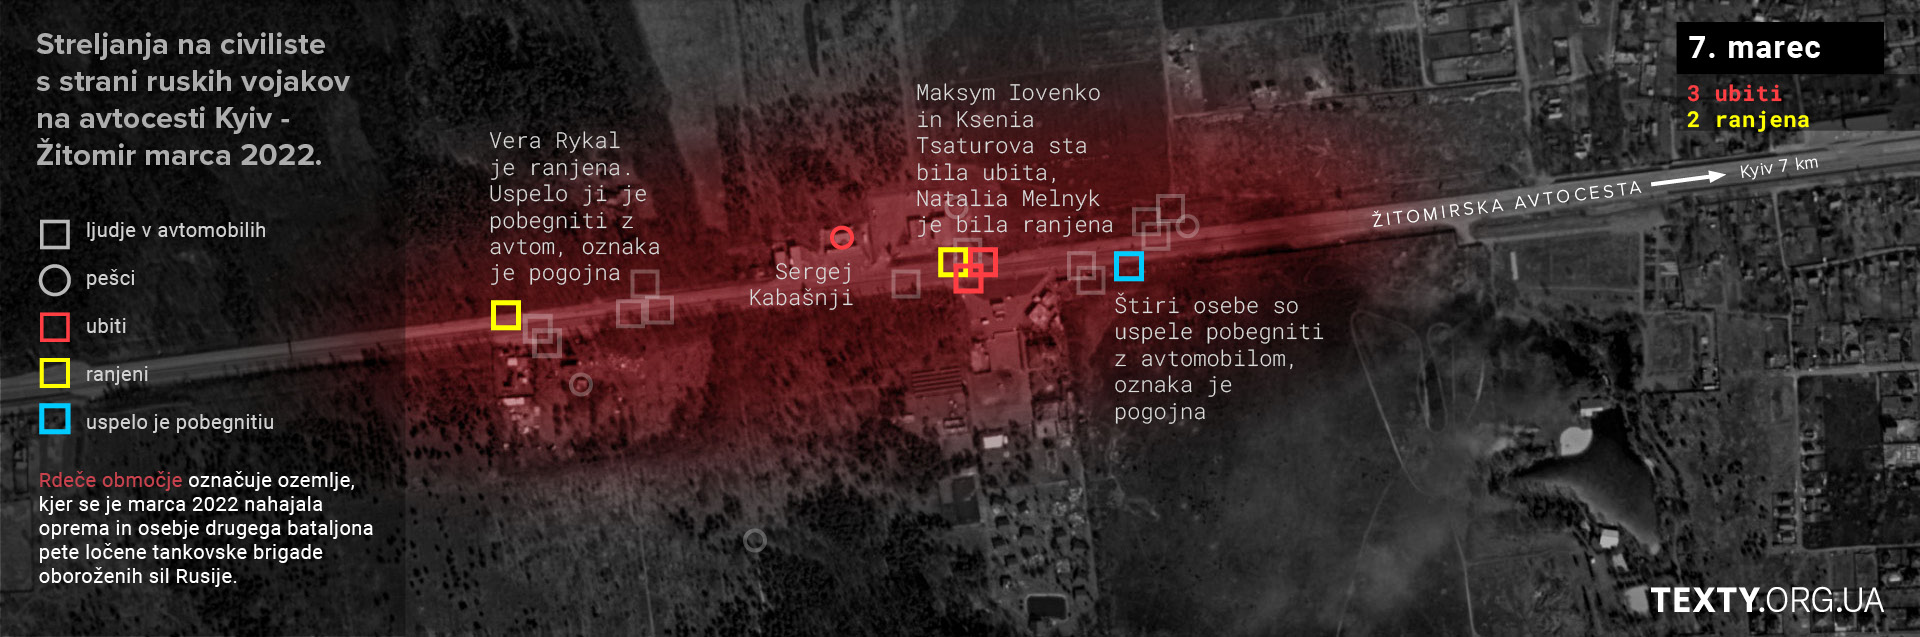 Streljanja na civiliste
s strani ruskih vojakov
na avtocesti Kyiv -
Žitomir marca 2022.
ljudje v avtomobilih
pešci
ubiti
ranjeni
uspelo je pobegnitiu
Rdeče območje označuje ozemlje,
kjer se je marca 2022 nahajala
oprema in osebje drugega bataljona
pete ločene tankovske brigade
oboroženih sil Rusije.
Vera Rykal
je ranjena.
Uspelo ji je
pobegniti z
avtom, oznaka
je pogojna
Sergej
Kabašnji
Maksym Iovenko
in Ksenia
Tsaturova sta
bila ubita,
Natalia Melnyk
je bila ranjena
Štiri osebe so
uspele pobegniti
z avtomobilom,
oznaka je
pogojna
7. marec
3 ubiti
2 ranjena
ŽITOMIRSKA AVTOCESTA
Kyiv 7 km
TEXTY.ORG.UA